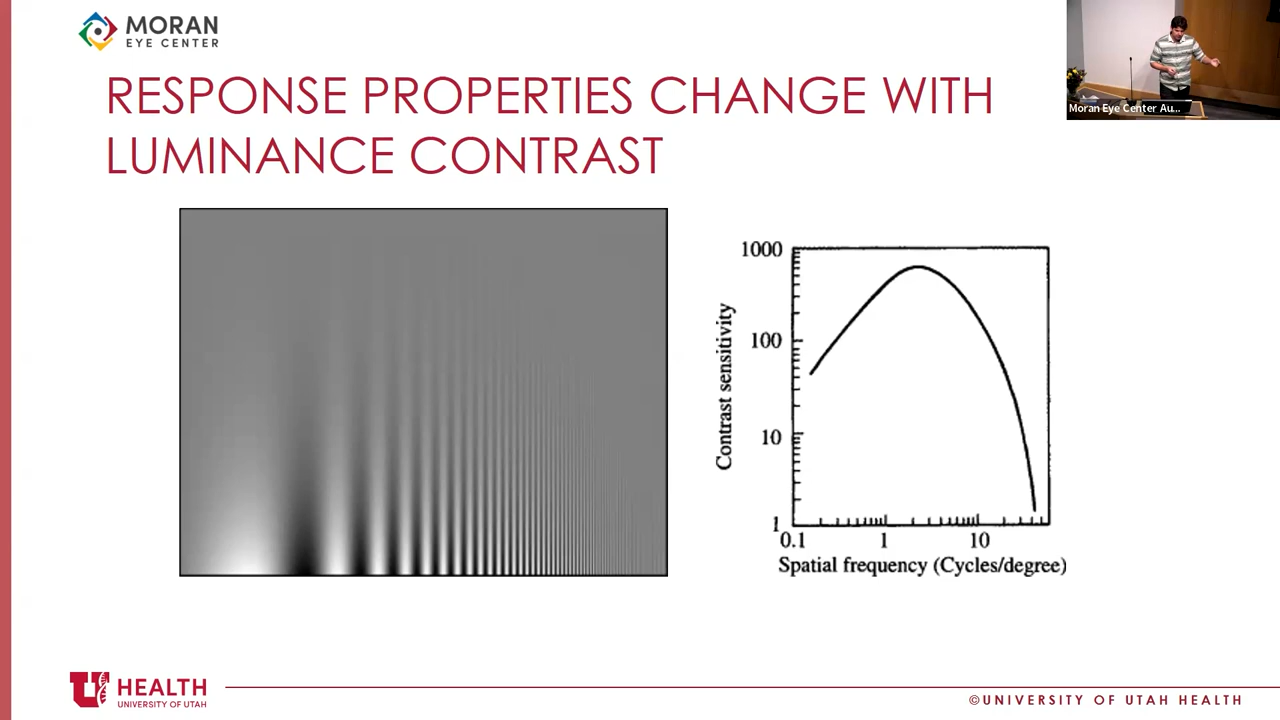 MORAN
EYE CENTER
Moran Eye Center Au...
RESPONSE PROPERTIES CHANGE WITH
LUMINANCE CONTRAST
1000
100
10
1
0.1
1
10
Contrast sensitivity
Spatial frequency (Cycles/degree)
U
HEALTH
UNIVERSITY OF UTAH
©UNIVERSITY OF UTAH HEALTH